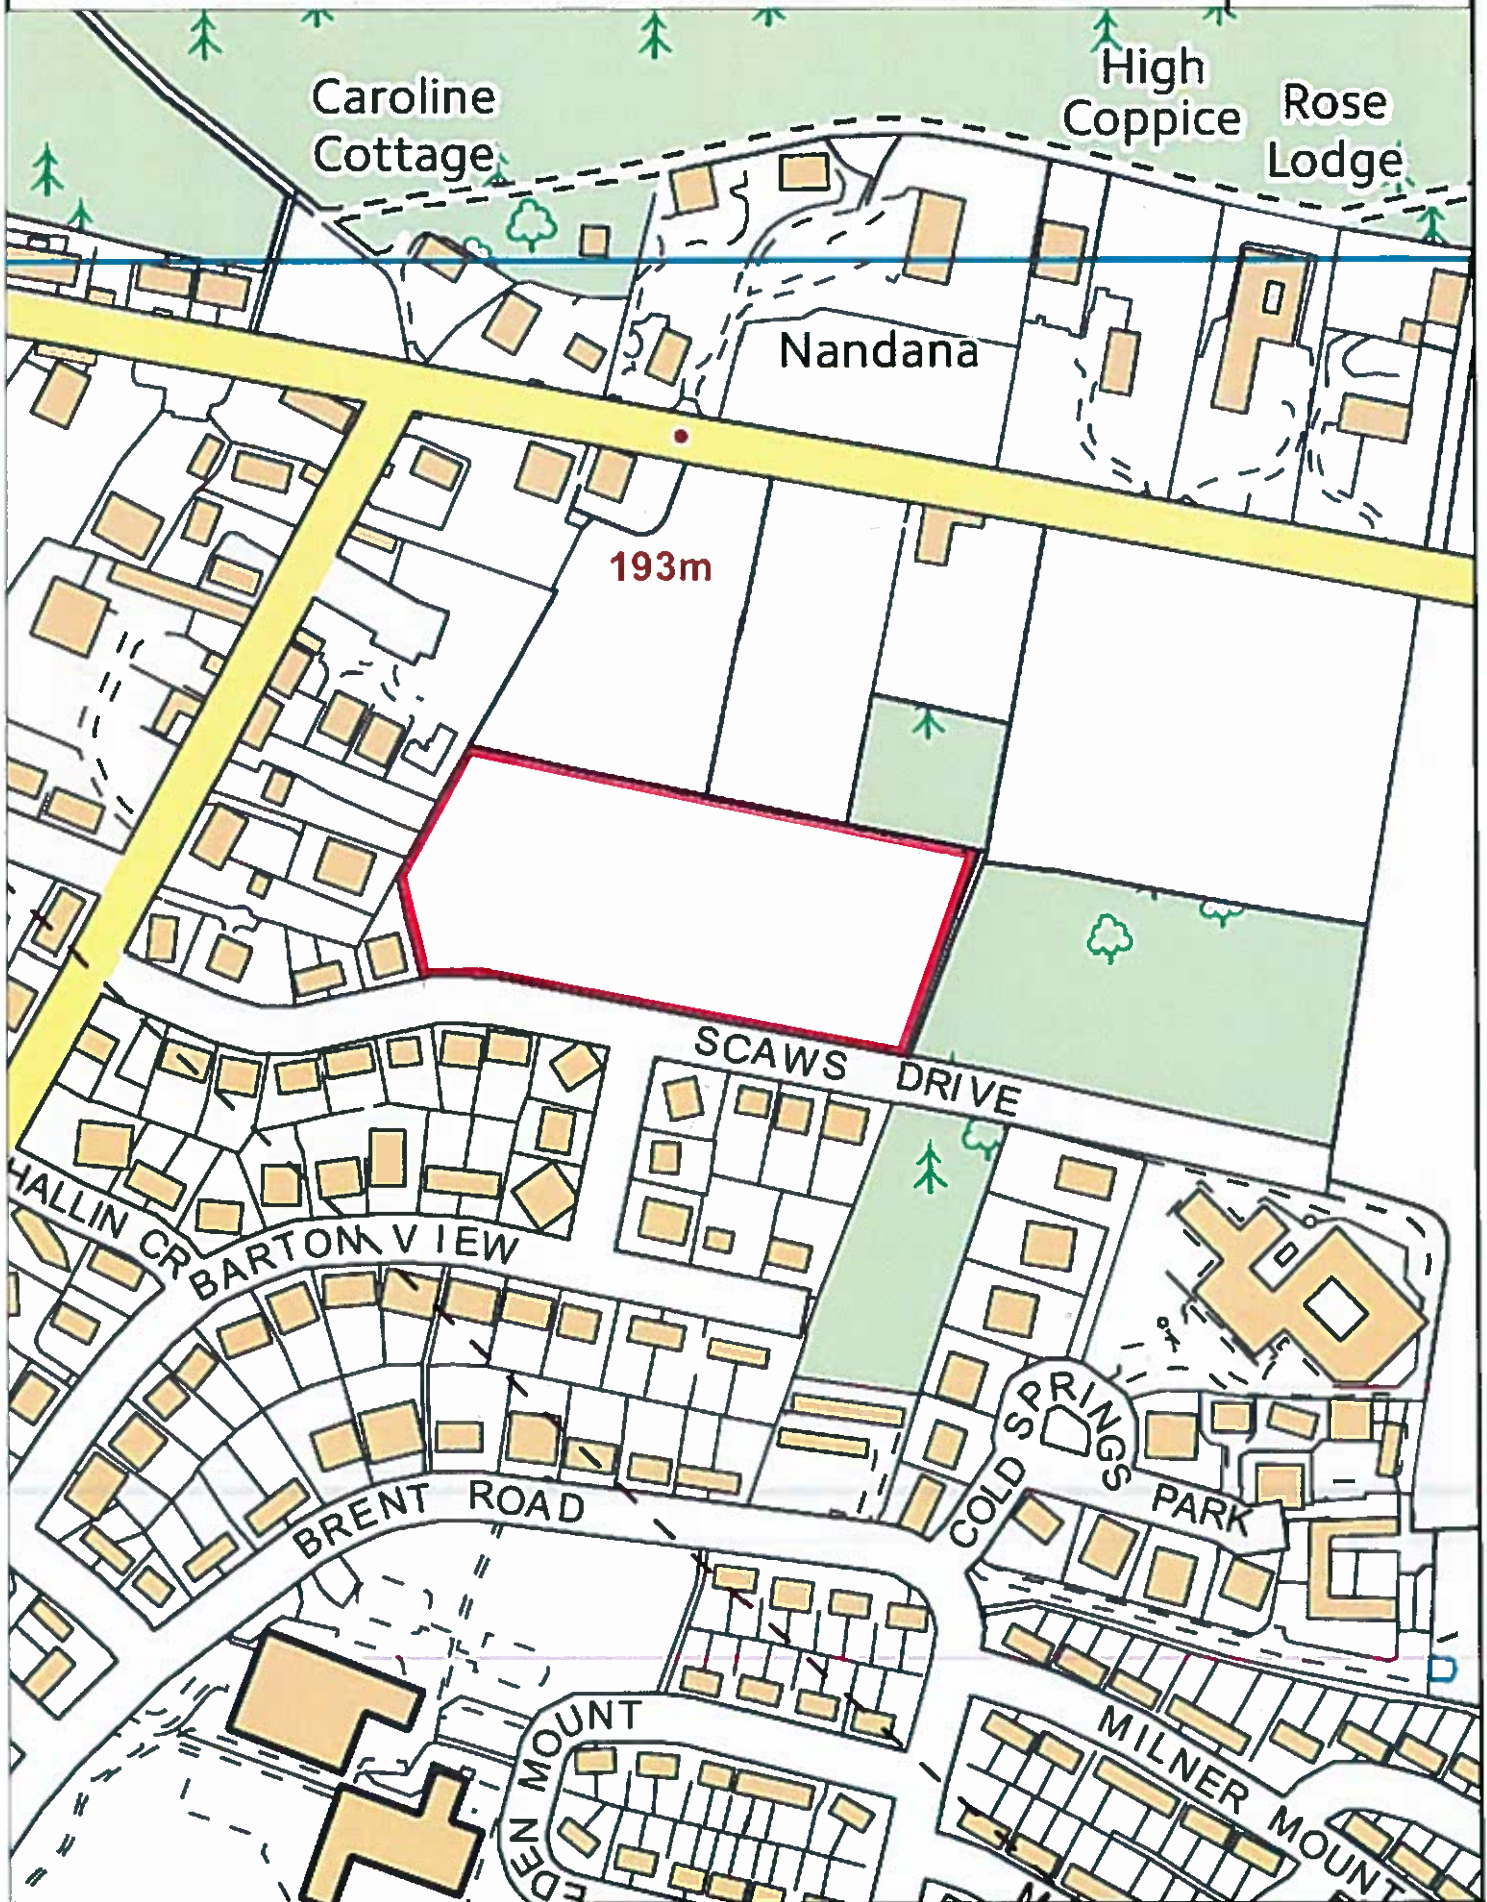 Caroline
Cottage
High
Coppice
Rose
Lodge
Nandana
193m
SCAWS DRIVE
HALLIN CR
BARTON VIEW
BRENT ROAD
COLD SPRINGS PARK
EDEN MOUNT
MILNER MOUNT